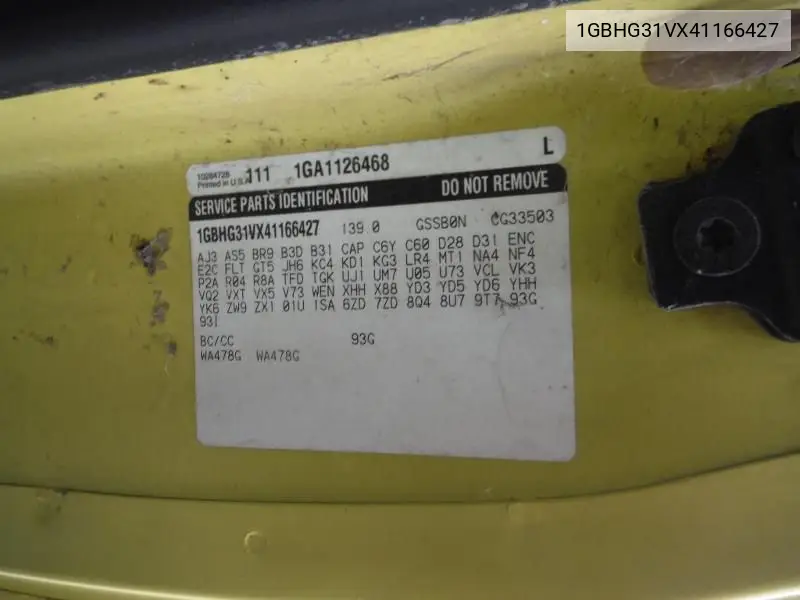 1GBHG31VX41166427
1028472B
Printed in U.S.A.
111 1GA1126468 L
SERVICE PARTS IDENTIFICATION DO NOT REMOVE
1GBHG31VX41166427 139.0 GSSB0N CG33503
AJ3 AS5 BR9 B3D B31 CAP C6Y C60 D28 D31 ENC
E2C FLT GT5 JH6 KC4 KD1 KG3 LR4 MT1 NA4 NF4
P2A R04 R8A TFD TGK UJ1 UM7 U05 U73 VCL VK3
VQ2 VXT VX5 V73 WEN XHH X88 YD3 YD5 YD6 YHH
YK6 ZW9 ZX1 01U 1SA 6ZD 7ZD 8Q4 8U7 9T7 93G
93I
BC/CC 93G
WA478G WA478G